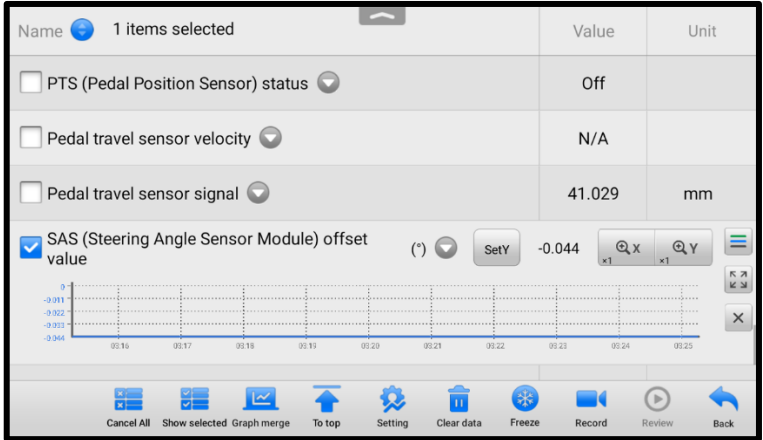 Name 1 items selected Value Unit
PTS (Pedal Position Sensor) status Off
Pedal travel sensor velocity N/A
Pedal travel sensor signal 41.029 mm
SAS (Steering Angle Sensor Module) offset
value (°) SetY -0.044 ×1 X ×1 Y
0
-0.011
-0.022
-0.033
-0.044
03:16 03:17 03:18 03:19 03:20 03:21 03:22 03:23 03:24 03:25
Cancel All Show selected Graph merge To top Setting Clear data Freeze Record Review Back